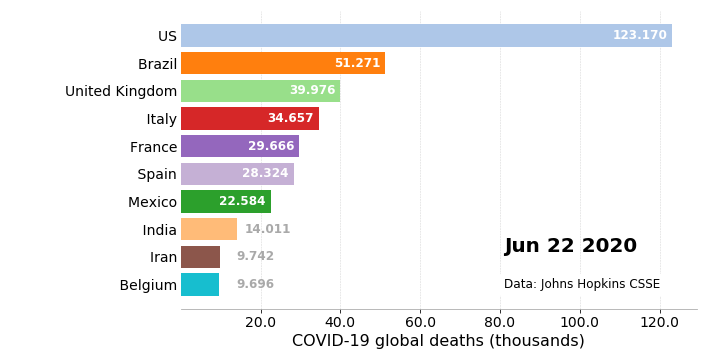 US 123.170
Brazil 51.271
United Kingdom 39.976
Italy 34.657
France 29.666
Spain 28.324
Mexico 22.584
India 14.011
Iran 9.742
Belgium 9.696
Jun 22 2020
Data: Johns Hopkins CSSE
20.0 40.0 60.0 80.0 100.0 120.0
COVID-19 global deaths (thousands)